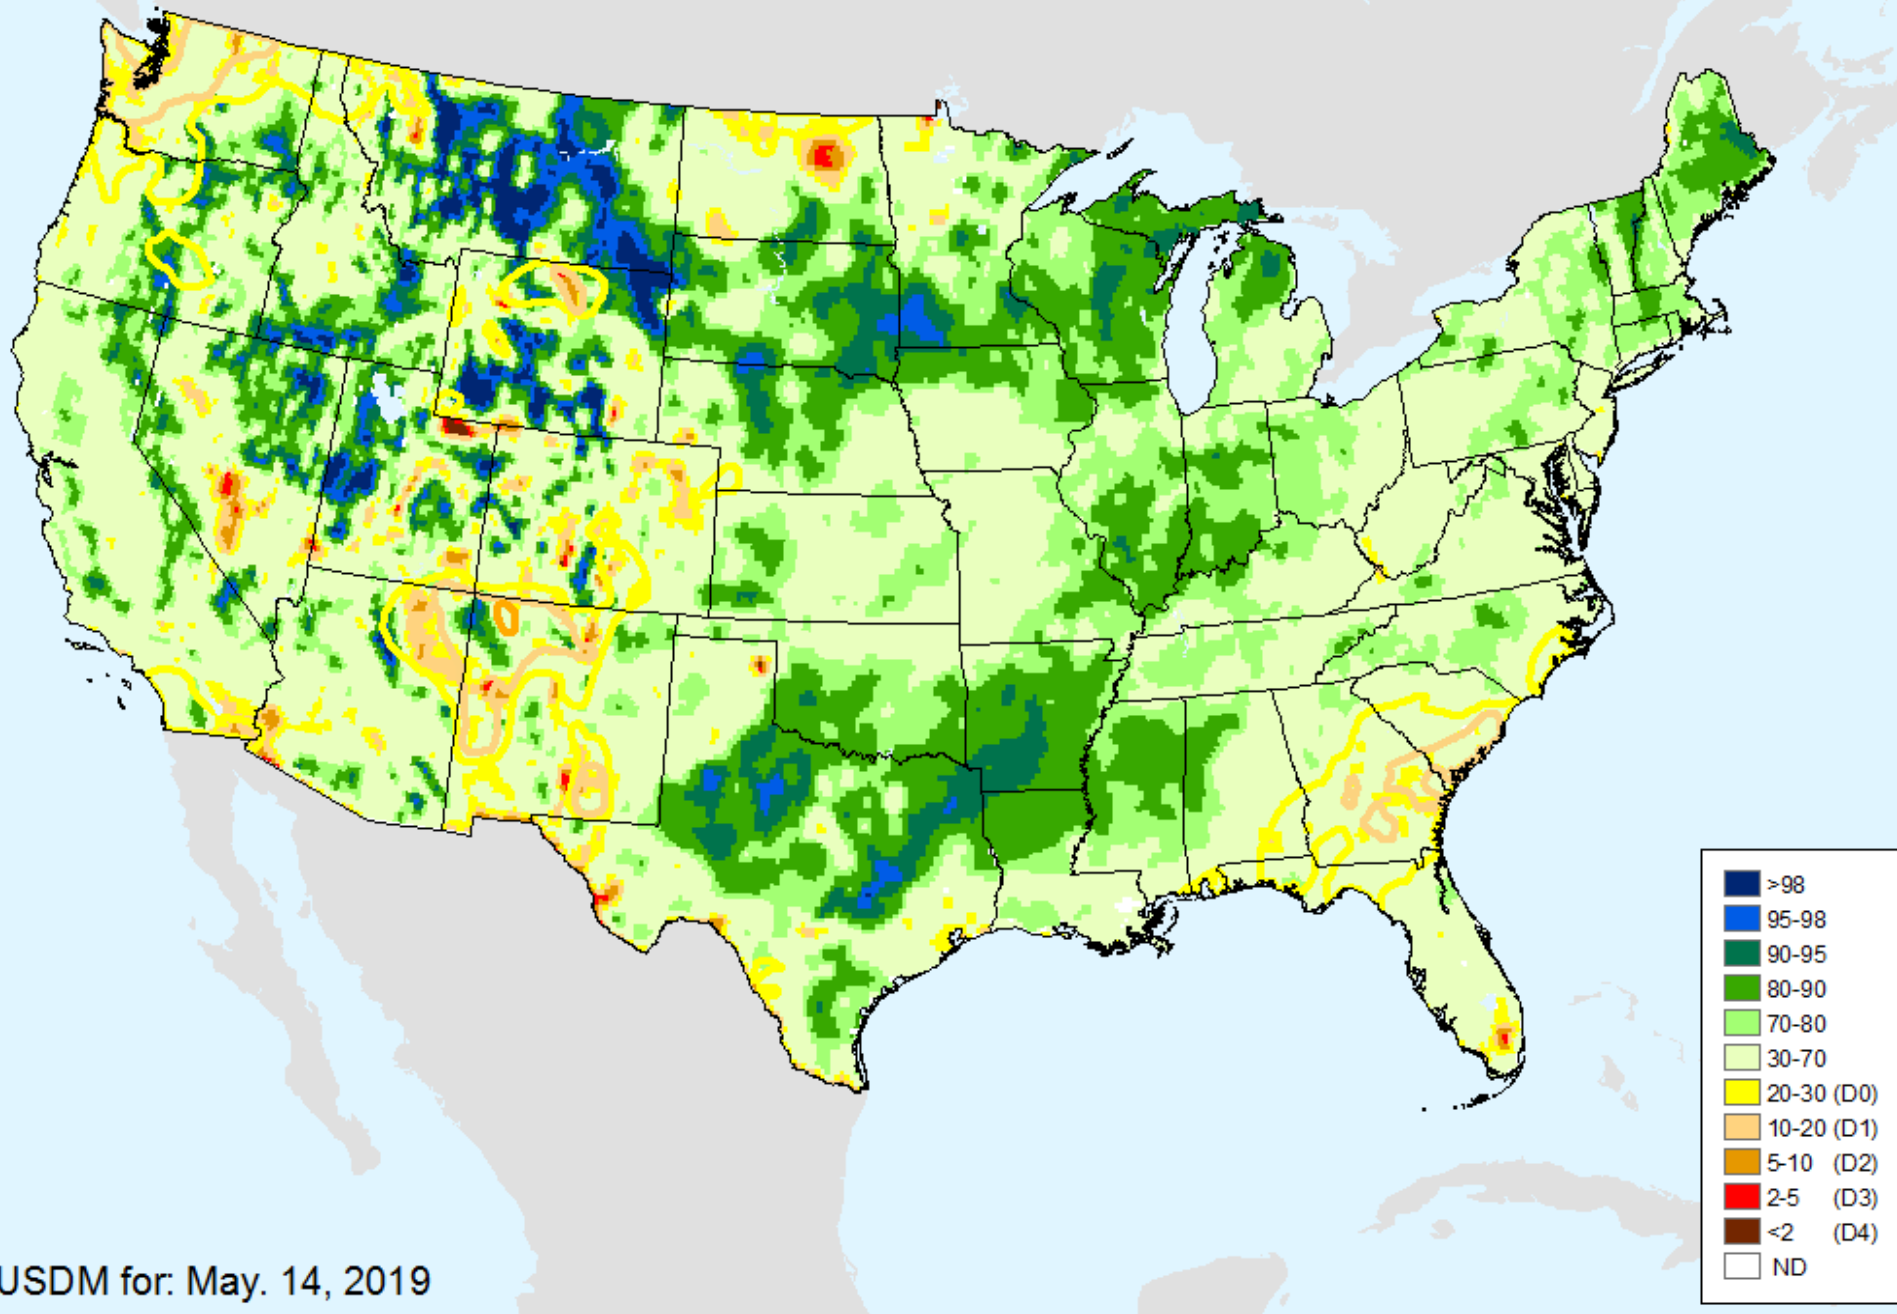 >98
95-98
90-95
80-90
70-80
30-70
20-30 (D0)
10-20 (D1)
5-10 (D2)
2-5 (D3)
<2 (D4)
ND
USDM for: May. 14, 2019